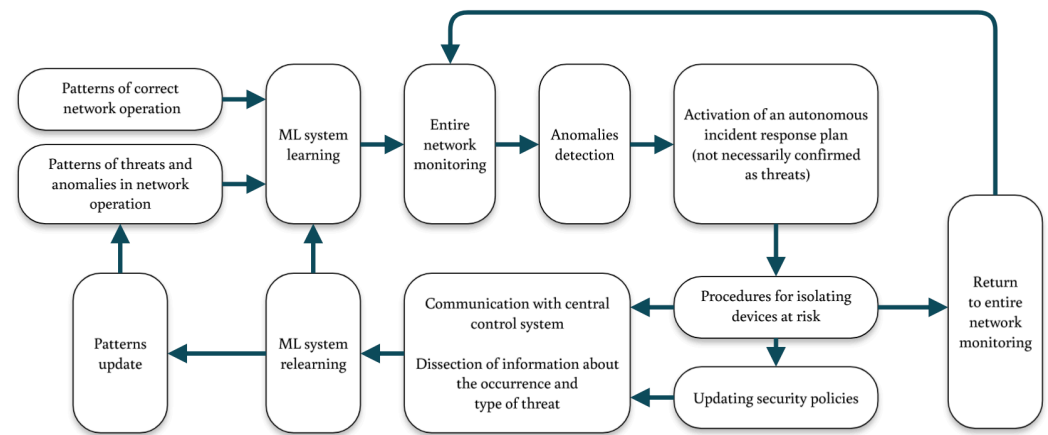 Patterns of correct
network operation
Patterns of threats and
anomalies in network
operation
ML system
learning
Entire
network
monitoring
Anomalies
detection
Activation of an autonomous
incident response plan
(not necessarily confirmed
as threats)
Patterns
update
ML system
relearning
Communication with central
control system
Dissection of information about
the occurrence and
type of threat
Procedures for isolating
devices at risk
Updating security policies
Return
to entire
network
monitoring